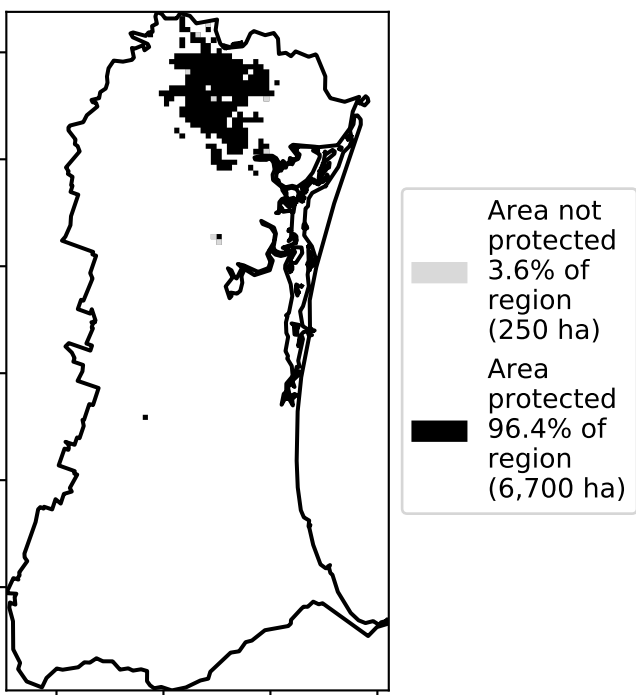 Area not
protected
3.6% of
region
(250 ha)
Area
protected
96.4% of
region
(6,700 ha)